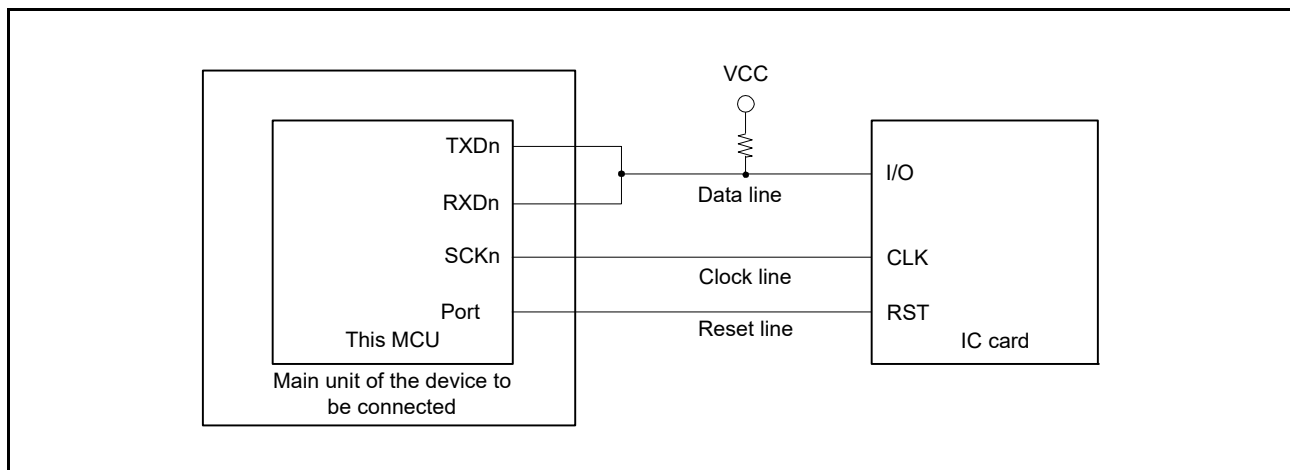 VCC
TXDn
I/O
Data line
RXDn
SCKn
CLK
Clock line
Port
RST
Reset line
This MCU
IC card
Main unit of the device to
be connected